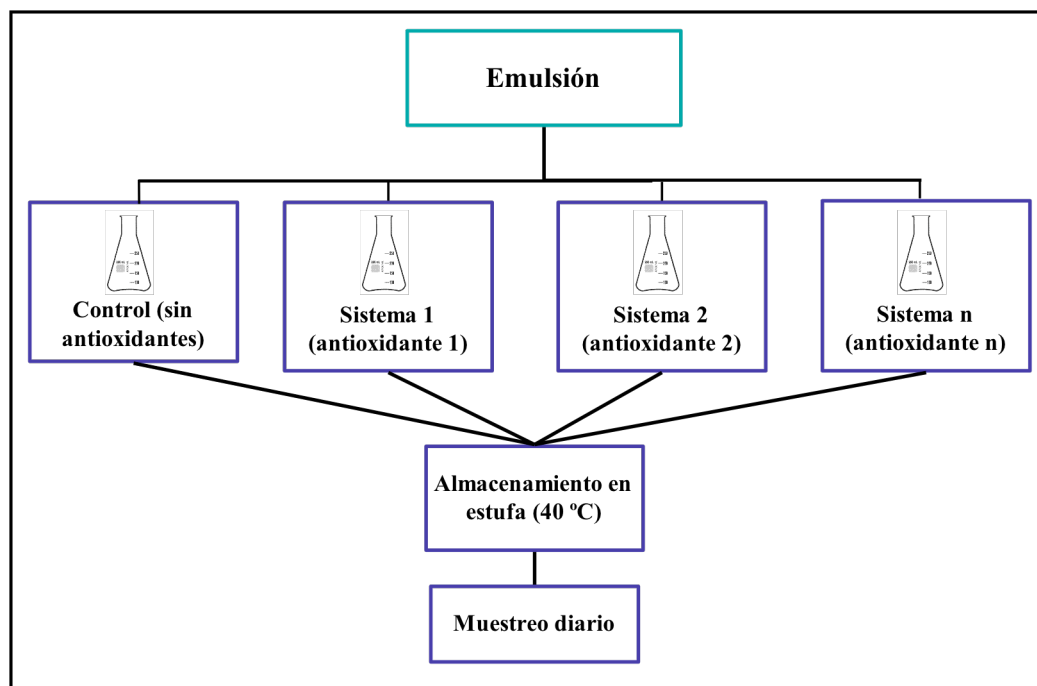 Emulsión
Control (sin
antioxidantes)
Sistema 1
(antioxidante 1)
Sistema 2
(antioxidante 2)
Sistema n
(antioxidante n)
Almacenamiento en
estufa (40 ºC)
Muestreo diario